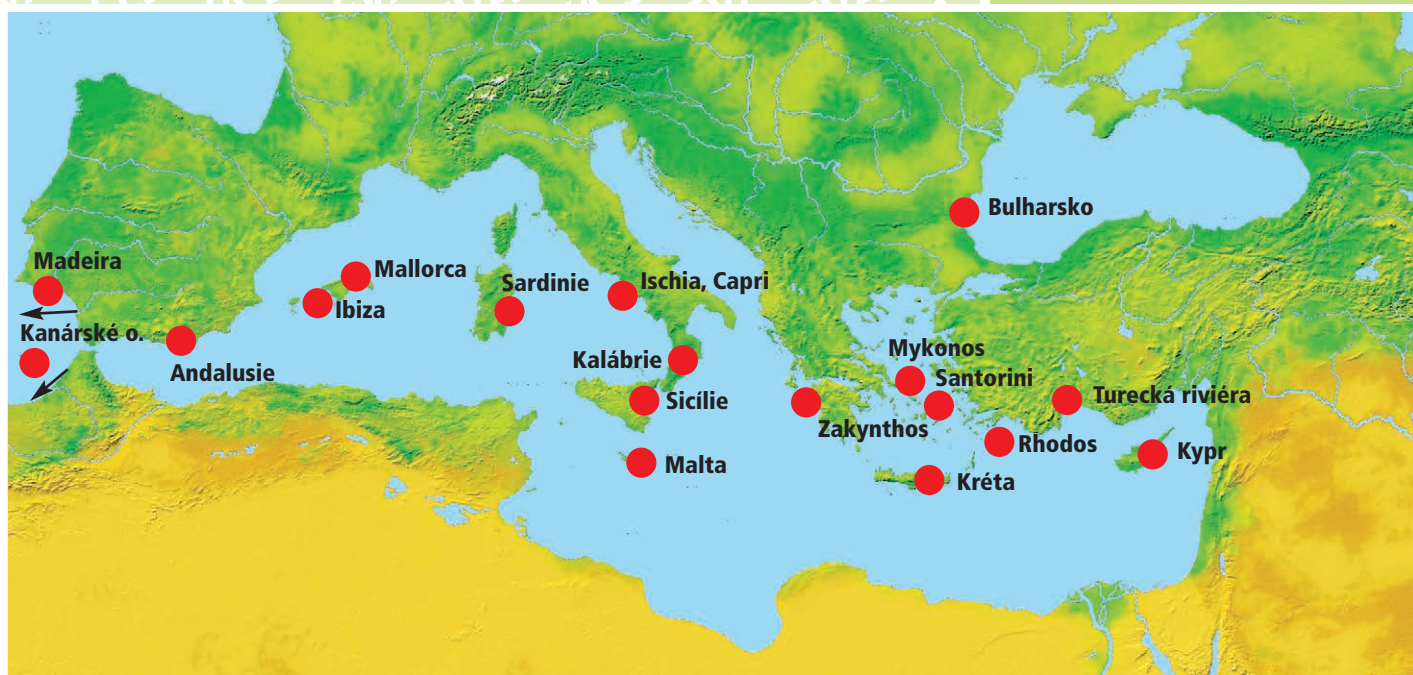 Bulharsko
Madeira
Mallorca
Sardinie
Ischia, Capri
Ibiza
Kanárské o.
Andalusie
Kalábrie
Mykonos
Santorini
Turecká riviéra
Sicílie
Zakynthos
Rhodos
Kypr
Malta
Kréta